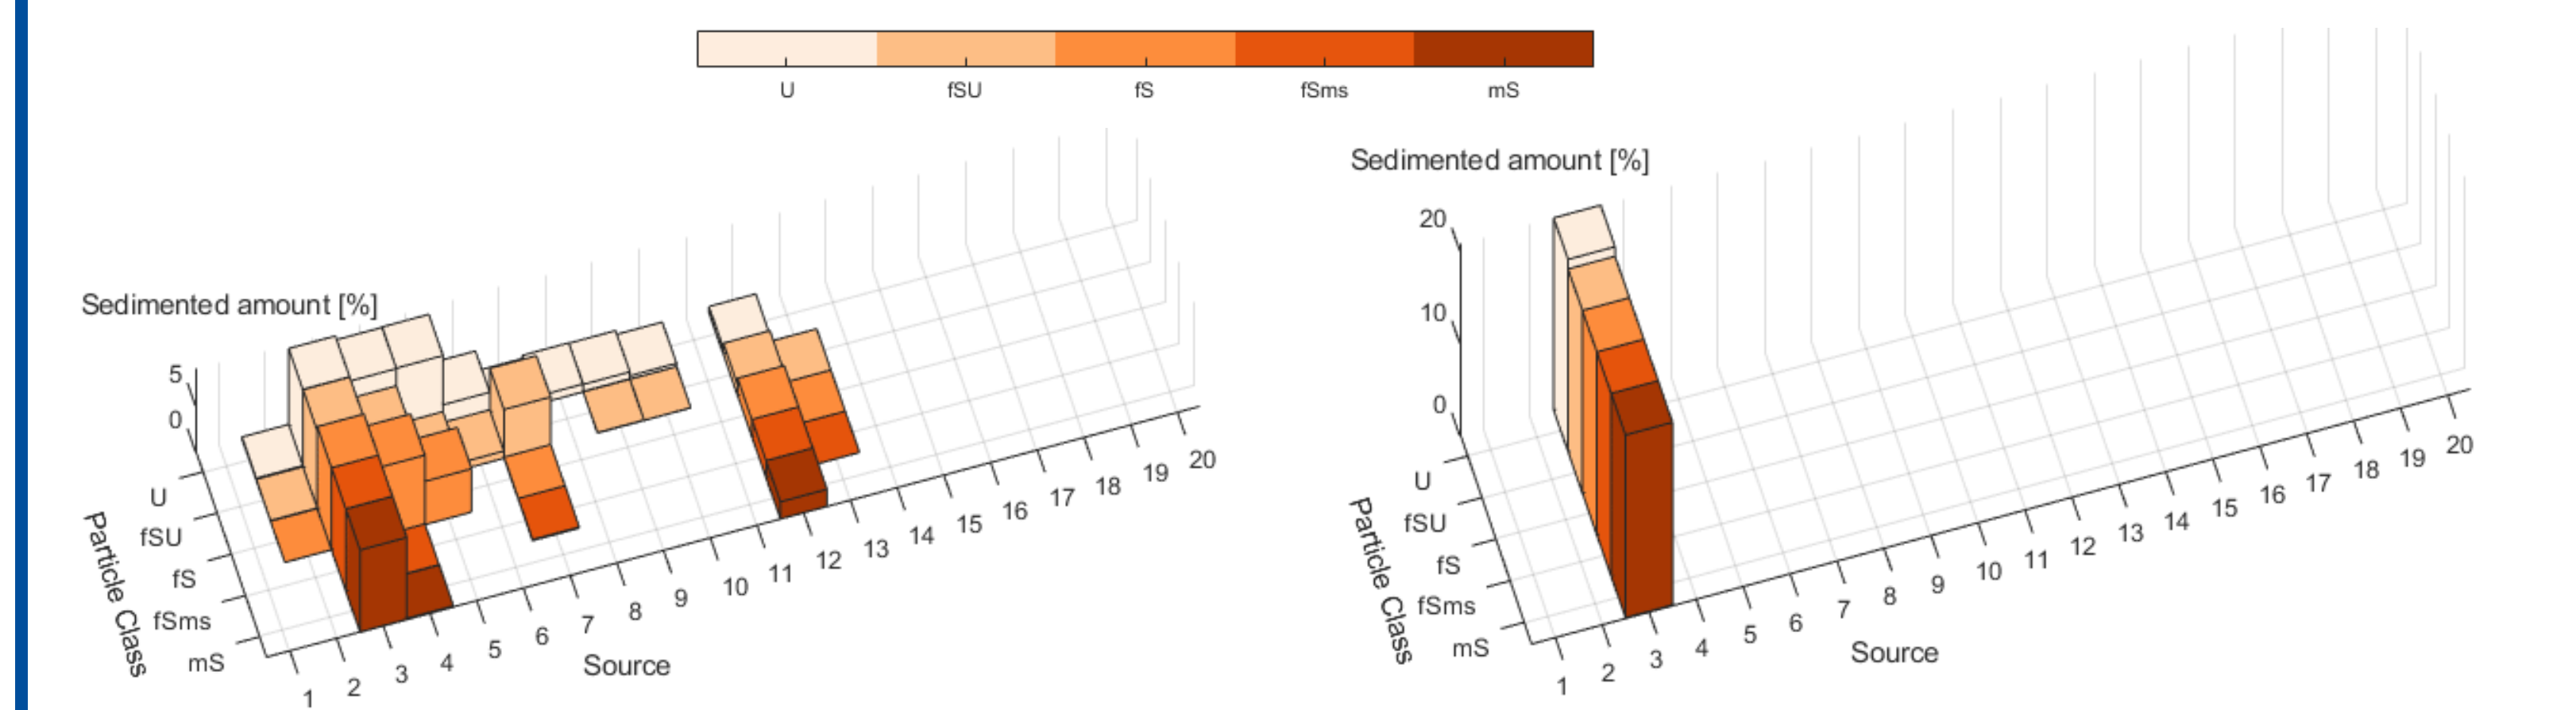 U fSU fS fSms mS
Sedimented amount [%]
5
0
U
fSU
fS
fSms
mS
Particle Class
1 2 3 4 5 6 7 8 9 10 11 12 13 14 15 16 17 18 19 20
Source
Sedimented amount [%]
20
10
0
U
fSU
fS
fSms
mS
Particle Class
1 2 3 4 5 6 7 8 9 10 11 12 13 14 15 16 17 18 19 20
Source